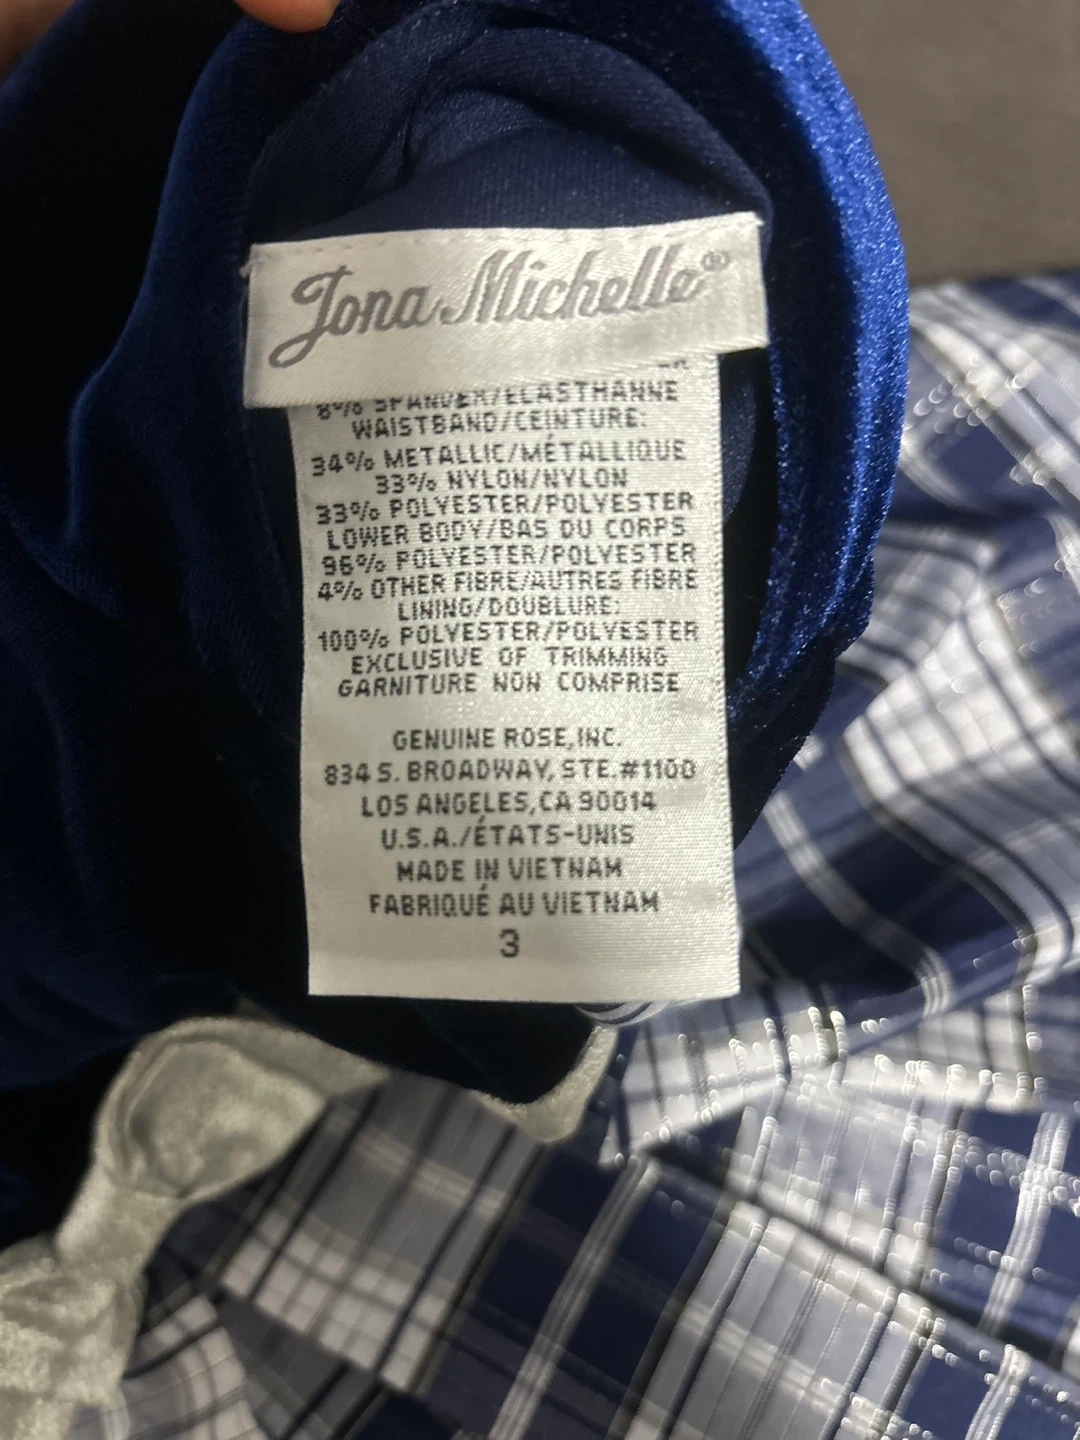 Jona Michelle®
8% SPANDEX/ÉLASTHANNE
WAISTBAND/CEINTURE:
34% METALLIC/MÉTALLIQUE
33% NYLON/NYLON
33% POLYESTER/POLYESTER
LOWER BODY/BAS DU CORPS
96% POLYESTER/POLYESTER
4% OTHER FIBRE/AUTRES FIBRE
LINING/DOUBLURE:
100% POLYESTER/POLYESTER
EXCLUSIVE OF TRIMMING
GARNITURE NON COMPRISE
GENUINE ROSE,INC.
834 S. BROADWAY, STE.#1100
LOS ANGELES,CA 90014
U.S.A./ÉTATS-UNIS
MADE IN VIETNAM
FABRIQUÉ AU VIETNAM
3